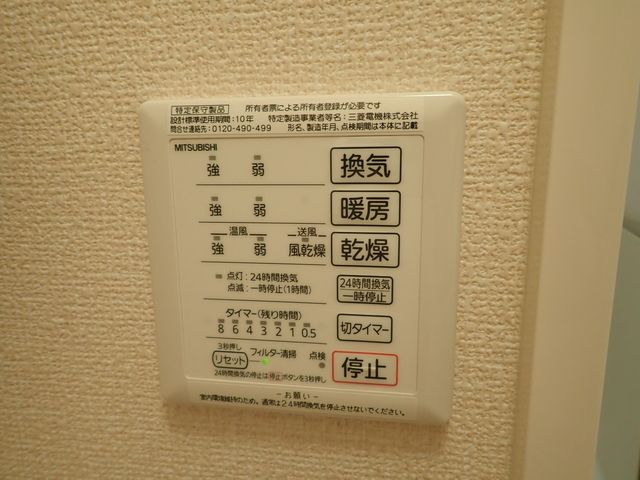 特定保守製品 所有者票による所有者登録が必要です
設計標準使用期間:10年 特定製造事業者等名:三菱電機株式会社
問合せ連絡先:0120-490-499 形名、製造年月、点検期間は本体に記載
MITSUBISHI
強 弱 換気
強 弱 暖房
温風 送風
強 弱 風乾燥 乾燥
点灯:24時間換気
点滅:一時停止(1時間)
24時間換気
一時停止
タイマー(残り時間)
8 6 4 3 2 1 0.5
切タイマー
3秒押し
リセット フィルター清掃 点検
停止
24時間換気の停止は停止ボタンを3秒押し
-お願い-
室内環境維持のため、通常は24時間換気を停止させないでください。